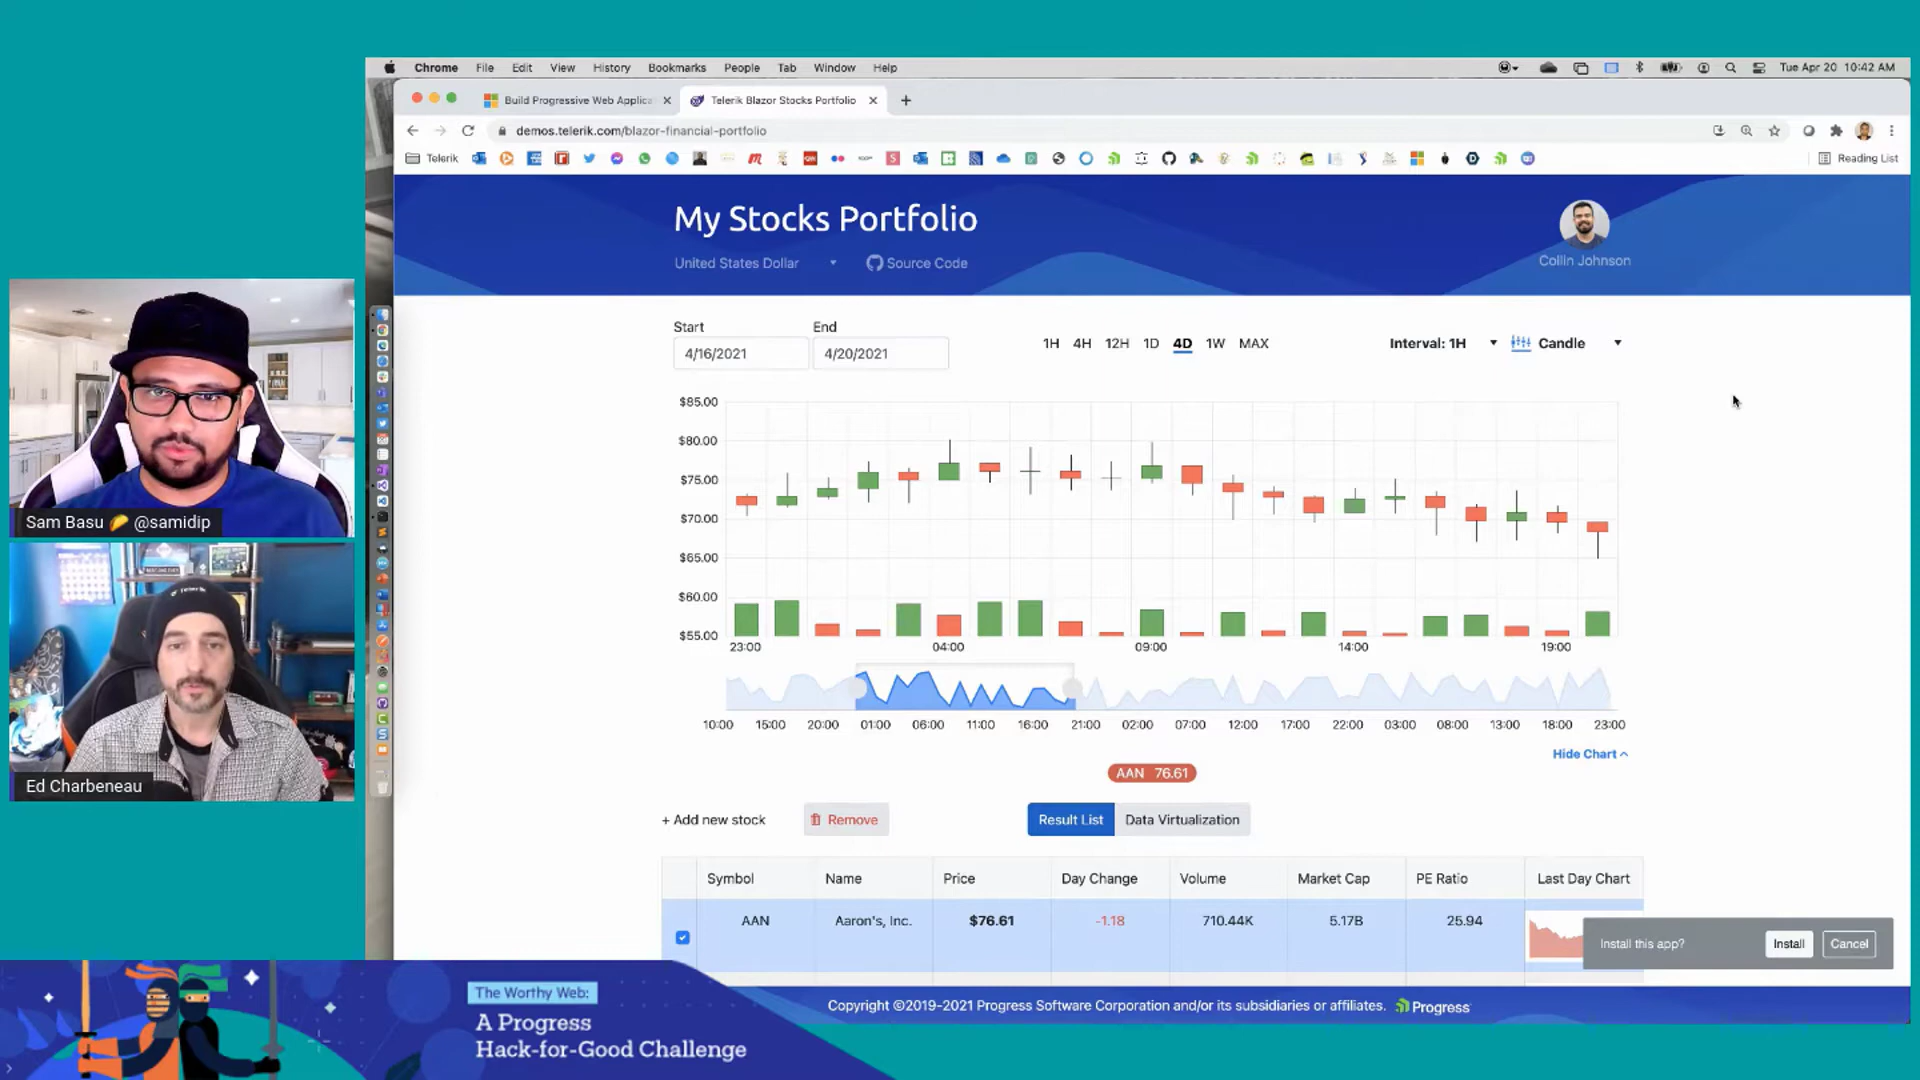 Chrome File Edit View History Bookmarks People Tab Window Help
Tue Apr 20 10:42 AM
Build Progressive Web Applica
Telerik Blazor Stocks Portfolio
demos.telerik.com/blazor-financial-portfolio
Telerik
Reading List
My Stocks Portfolio
United States Dollar
Source Code
Collin Johnson
Start
End
4/16/2021
4/20/2021
1H 4H 12H 1D 4D 1W MAX
Interval: 1H
Candle
$85.00
$80.00
$75.00
$70.00
$65.00
$60.00
$55.00
23:00 04:00 09:00 14:00 19:00
10:00 15:00 20:00 01:00 06:00 11:00 16:00 21:00 02:00 07:00 12:00 17:00 22:00 03:00 08:00 13:00 18:00 23:00
Hide Chart
AAN 76.61
+ Add new stock
Remove
Result List
Data Virtualization
Symbol Name Price Day Change Volume Market Cap PE Ratio Last Day Chart
AAN Aaron's, Inc. $76.61 -1.18 710.44K 5.17B 25.94
Install this app?
Install
Cancel
Copyright ©2019-2021 Progress Software Corporation and/or its subsidiaries or affiliates.
Progress
Sam Basu 🌮 @samidip
Telerik
Ed Charbeneau
The Worthy Web:
A Progress
Hack-for-Good Challenge